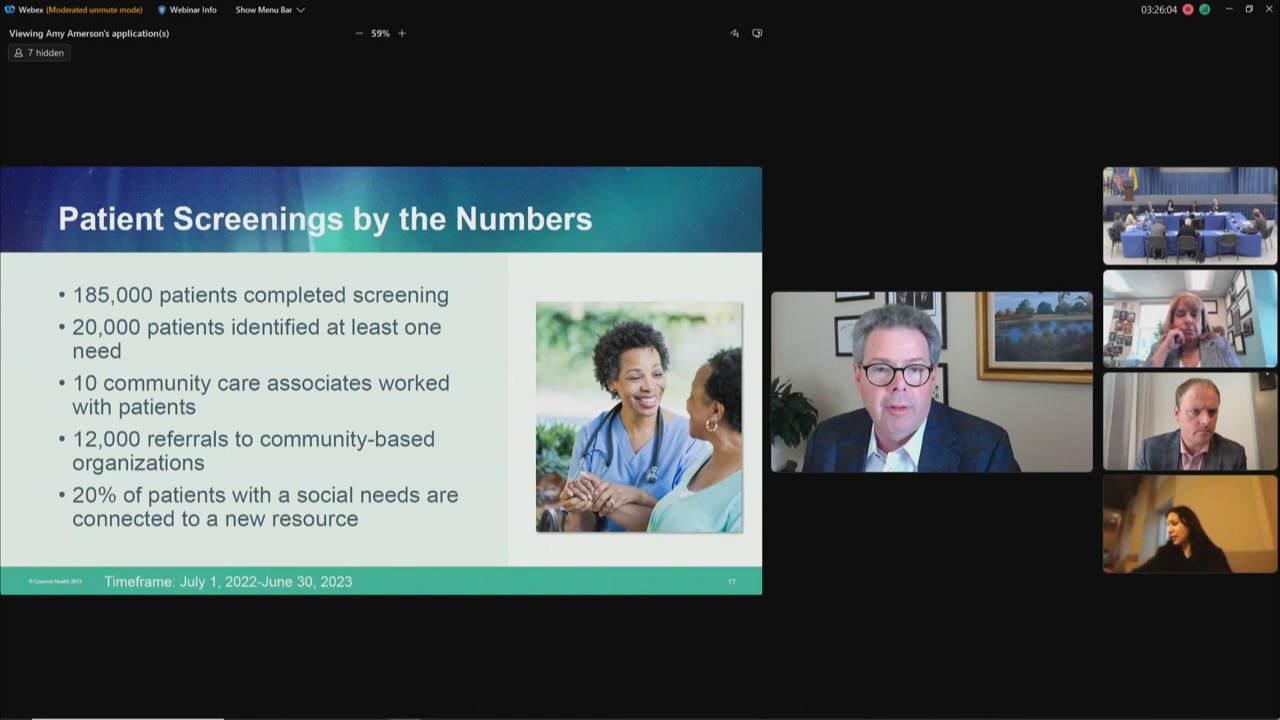 Webex (Moderated unmute mode) Webinar Info Show Menu Bar 03:26:04
Viewing Amy Amerson's application(s) 59%
7 hidden
Patient Screenings by the Numbers
• 185,000 patients completed screening
• 20,000 patients identified at least one
need
• 10 community care associates worked
with patients
• 12,000 referrals to community-based
organizations
• 20% of patients with a social needs are
connected to a new resource
© Essentia Health 2023 Timeframe: July 1, 2022-June 30, 2023 17